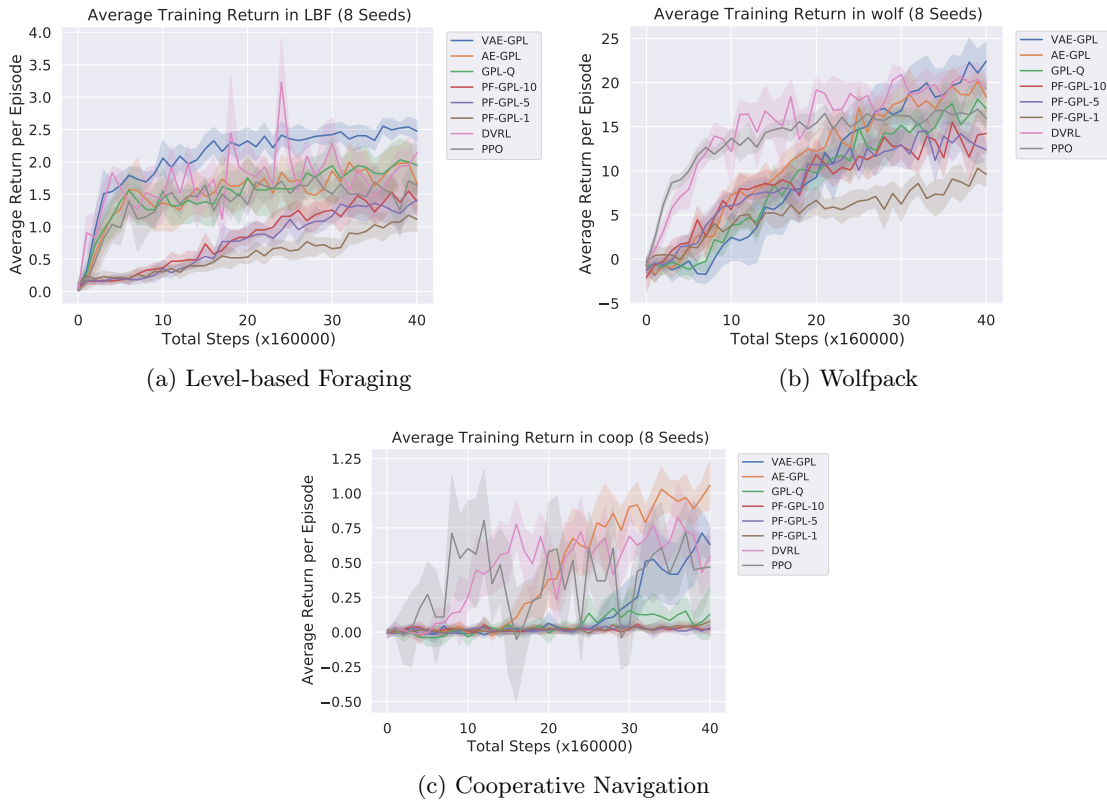 Average Training Return in LBF (8 Seeds)
Average Return per Episode
4.0
3.5
3.0
2.5
2.0
1.5
1.0
0.5
0.0
0 10 20 30 40
Total Steps (x160000)
VAE-GPL
AE-GPL
GPL-Q
PF-GPL-10
PF-GPL-5
PF-GPL-1
DVRL
PPO
(a) Level-based Foraging
Average Training Return in wolf (8 Seeds)
Average Return per Episode
25
20
15
10
5
0
−5
0 10 20 30 40
Total Steps (x160000)
VAE-GPL
AE-GPL
GPL-Q
PF-GPL-10
PF-GPL-5
PF-GPL-1
DVRL
PPO
(b) Wolfpack
Average Training Return in coop (8 Seeds)
Average Return per Episode
1.25
1.00
0.75
0.50
0.25
0.00
−0.25
−0.50
0 10 20 30 40
Total Steps (x160000)
VAE-GPL
AE-GPL
GPL-Q
PF-GPL-10
PF-GPL-5
PF-GPL-1
DVRL
PPO
(c) Cooperative Navigation